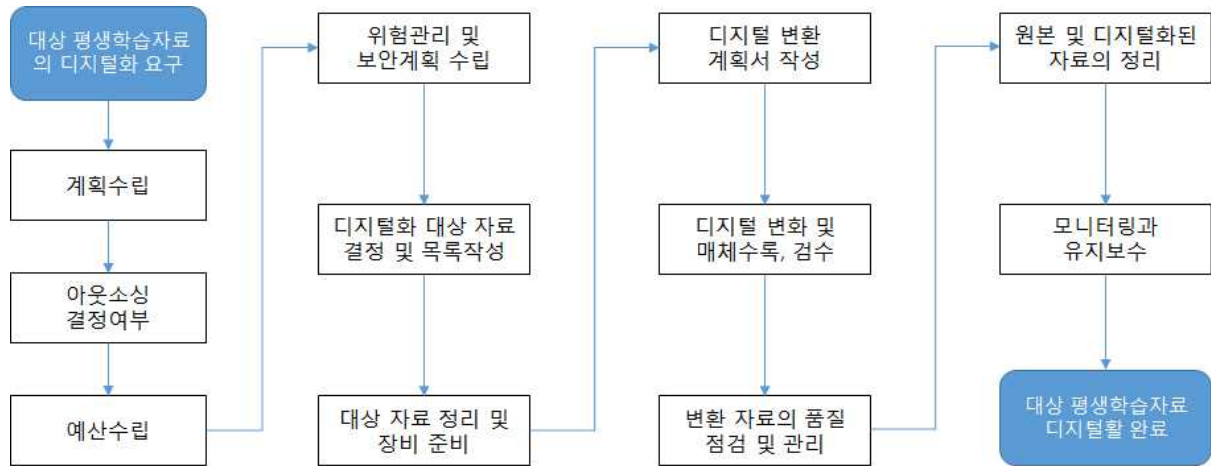 대상 평생학습자료
의 디지털화 요구
계획수립
아웃소싱
결정여부
예산수립
위험관리 및
보안계획 수립
디지털화 대상 자료
결정 및 목록작성
대상 자료 정리 및
장비 준비
디지털 변환
계획서 작성
디지털 변화 및
매체수록, 검수
변환 자료의 품질
점검 및 관리
원본 및 디지털화된
자료의 정리
모니터링과
유지보수
대상 평생학습자료
디지털활 완료